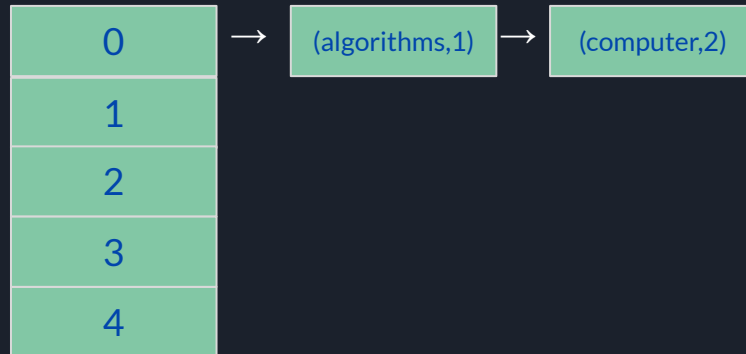 0 → (algorithms,1) → (computer,2)
1
2
3
4